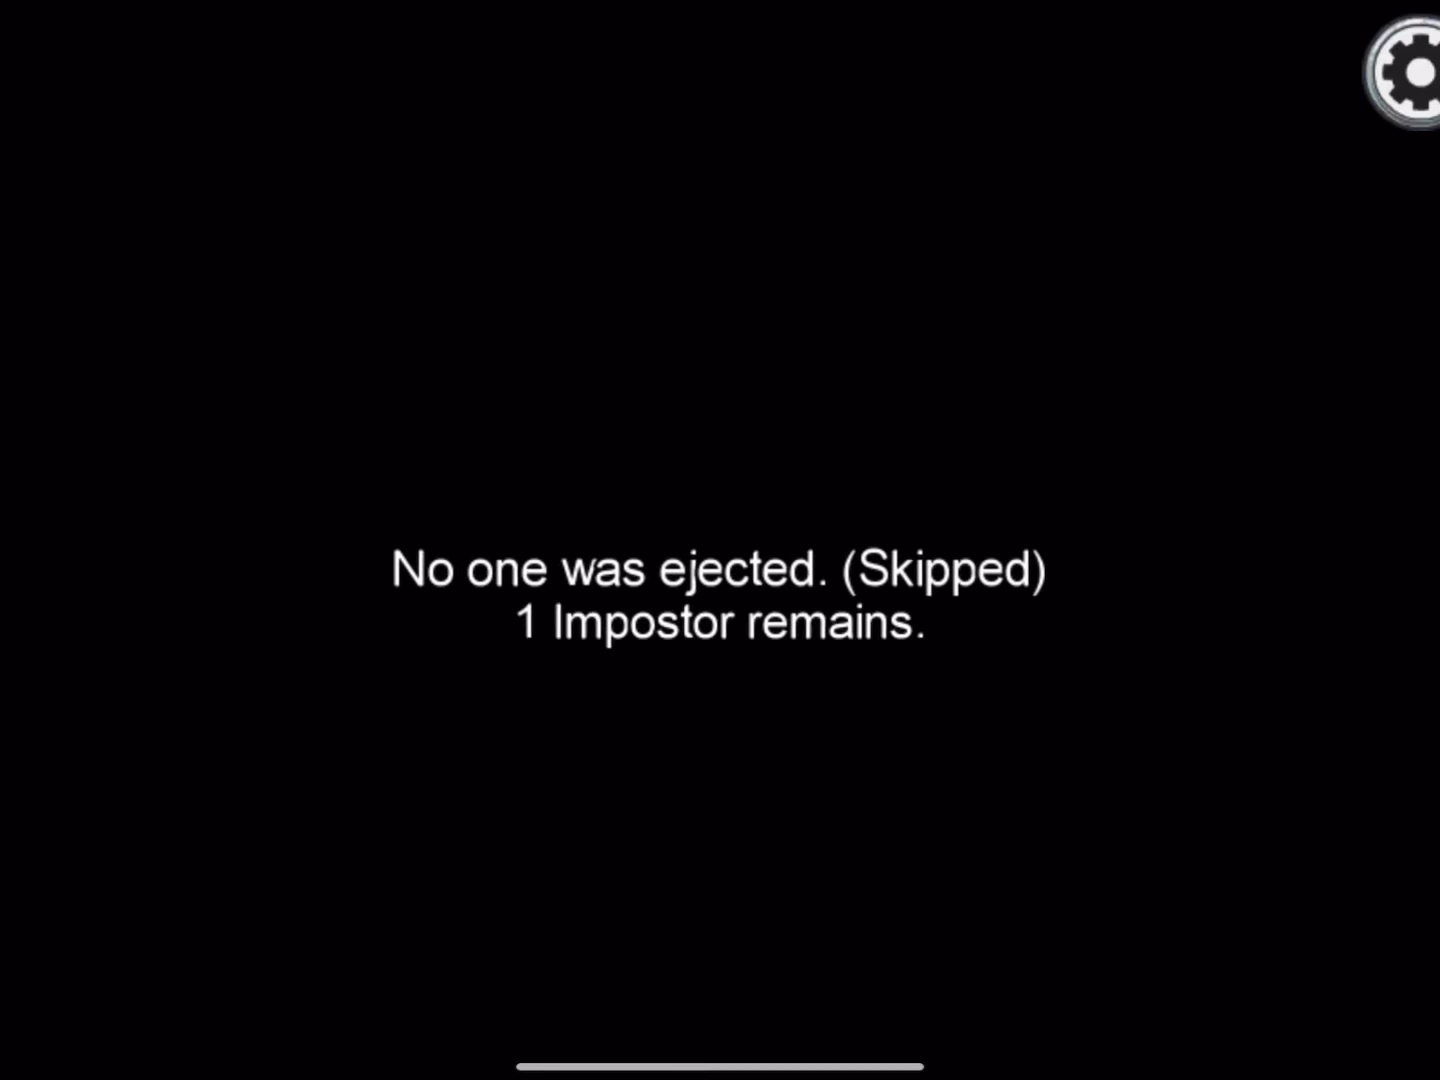 No one was ejected. (Skipped)
1 Impostor remains.